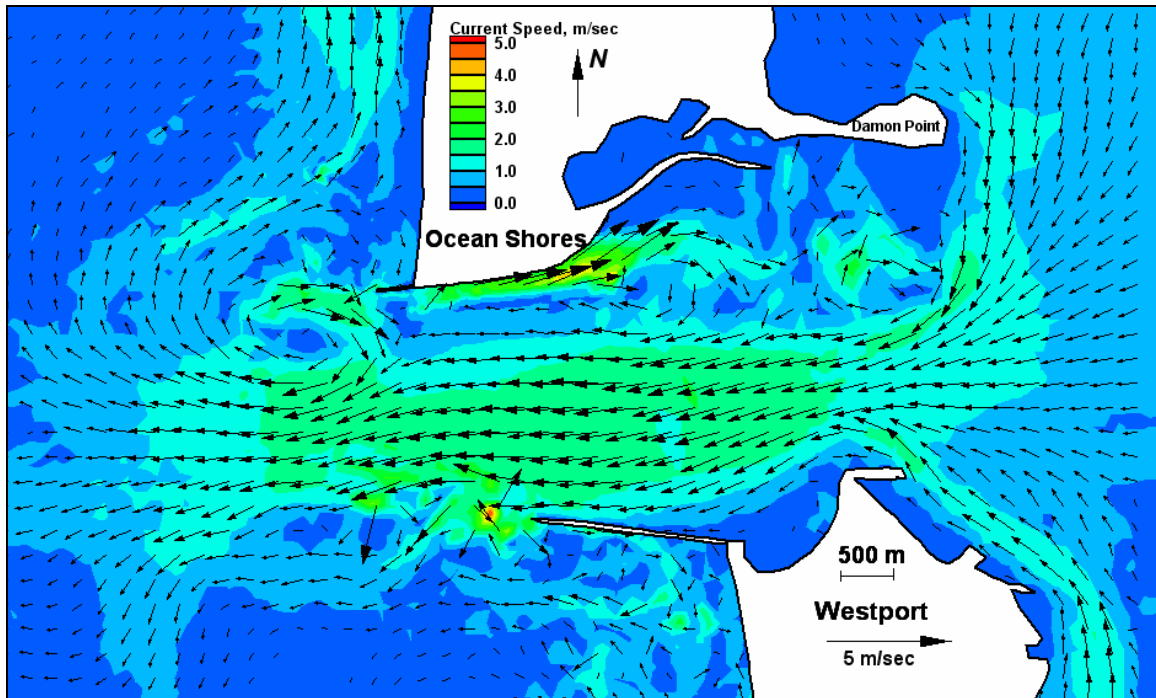 Current Speed, m/sec
5.0
4.0
3.0
2.0
1.0
0.0
N
Damon Point
Ocean Shores
500 m
Westport
5 m/sec